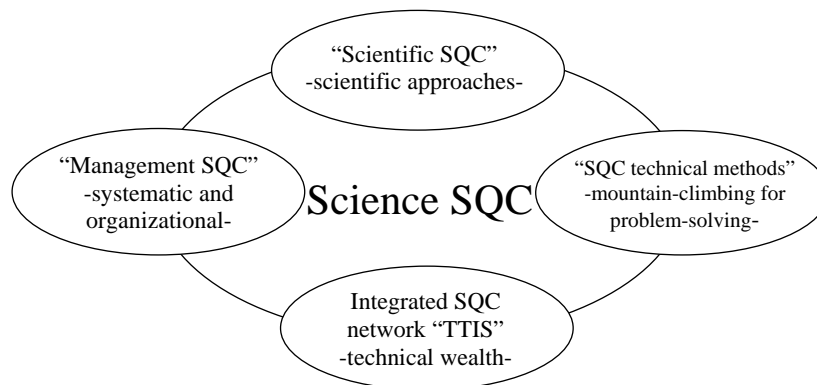 “Scientific SQC”
-scientific approaches-
“Management SQC”
-systematic and
organizational-
Science SQC
“SQC technical methods”
-mountain-climbing for
problem-solving-
Integrated SQC
network “TTIS”
-technical wealth-